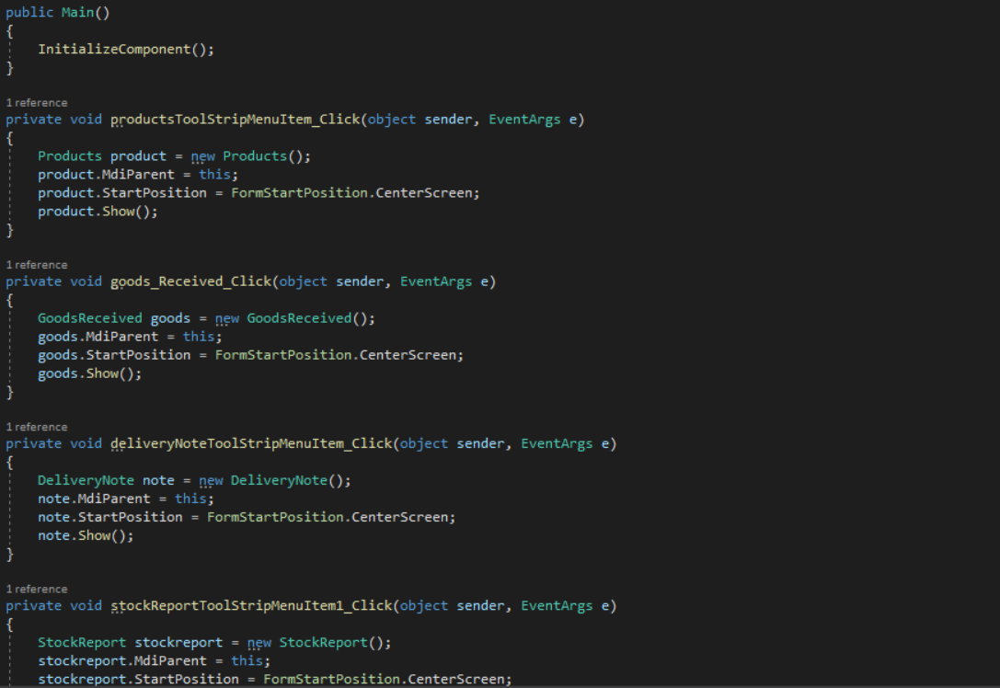 public Main()
{
InitializeComponent();
}
1 reference
private void productsToolStripMenuItem_Click(object sender, EventArgs e)
{
Products product = new Products();
product.MdiParent = this;
product.StartPosition = FormStartPosition.CenterScreen;
product.Show();
}
1 reference
private void goods_Received_Click(object sender, EventArgs e)
{
GoodsReceived goods = new GoodsReceived();
goods.MdiParent = this;
goods.StartPosition = FormStartPosition.CenterScreen;
goods.Show();
}
1 reference
private void deliveryNoteToolStripMenuItem_Click(object sender, EventArgs e)
{
DeliveryNote note = new DeliveryNote();
note.MdiParent = this;
note.StartPosition = FormStartPosition.CenterScreen;
note.Show();
}
1 reference
private void stockReportToolStripMenuItem1_Click(object sender, EventArgs e)
{
StockReport stockreport = new StockReport();
stockreport.MdiParent = this;
stockreport.StartPosition = FormStartPosition.CenterScreen;